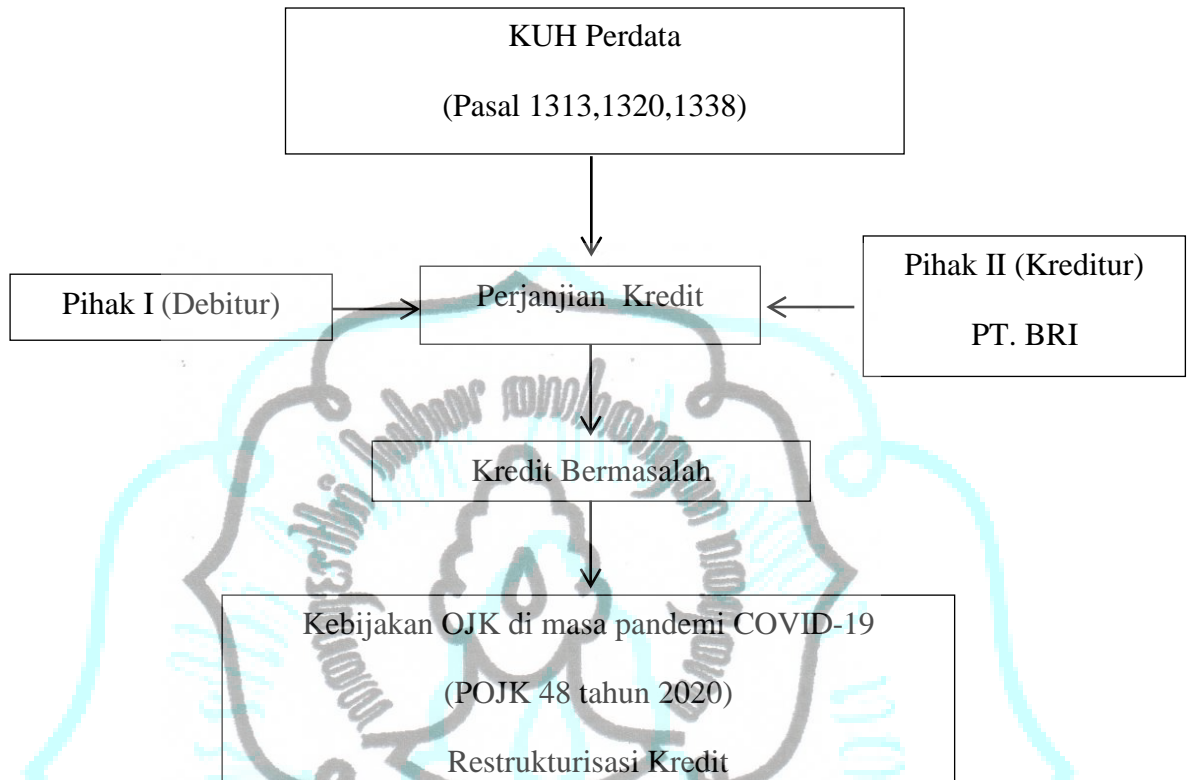 KUH Perdata
(Pasal 1313,1320,1338)
Pihak I (Debitur)
Perjanjian Kredit
Pihak II (Kreditur)
PT. BRI
Kredit Bermasalah
Kebijakan OJK di masa pandemi COVID-19
(POJK 48 tahun 2020)
Restrukturisasi Kredit